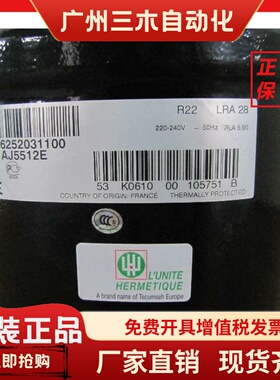 广州三木自动化
正
保
R22 LRA 28
6252031100
220-240V ~ 50Hz RLA 5.60
AJ5512E
53 K0610 00 105751 B
COUNTRY OF ORIGIN: FRANCE THERMALLY PROTECTED
L'UNITE
HERMETIQUE
A brand name of Tecumseh Europe
装正品
免费开具增值税发票
即抢购
厂家直销 现货充